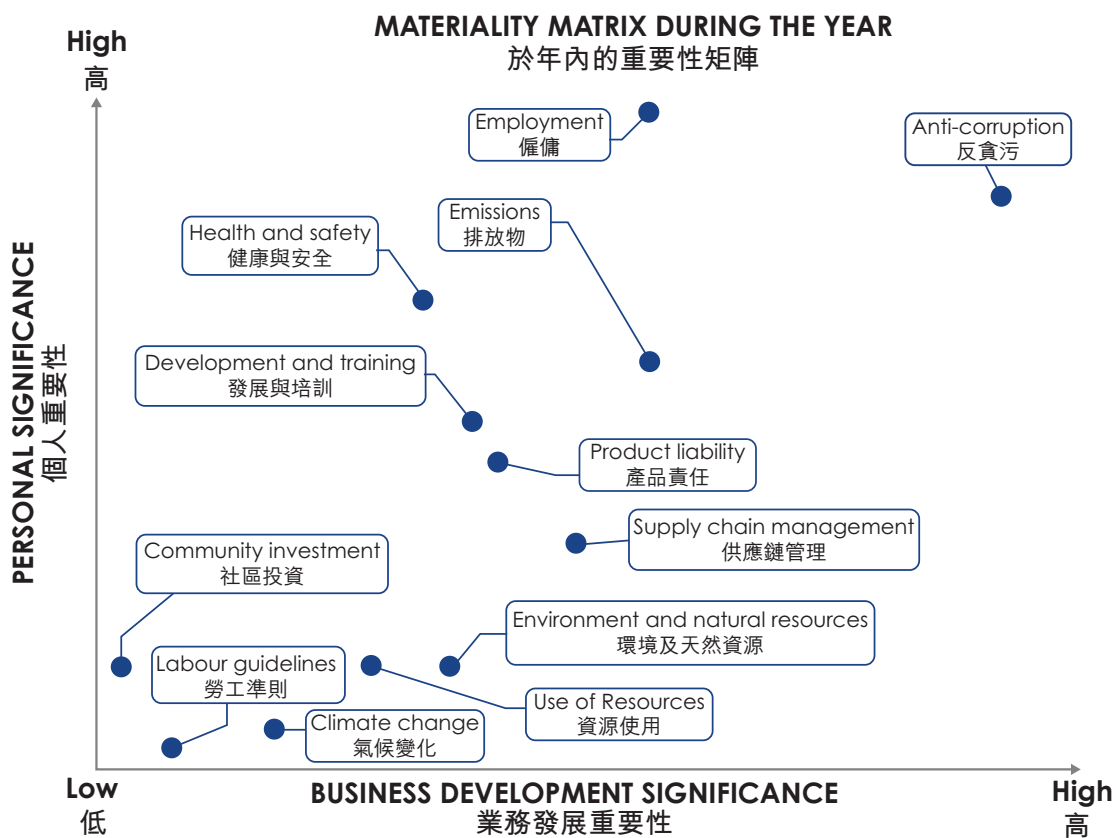 MATERIALITY MATRIX DURING THE YEAR
於年內的重要性矩陣
High
高
Employment
僱傭
Anti-corruption
反貪污
Emissions
排放物
Health and safety
健康與安全
Development and training
發展與培訓
Product liability
產品責任
Supply chain management
供應鏈管理
Community investment
社區投資
Environment and natural resources
環境及天然資源
Labour guidelines
勞工準則
Use of Resources
資源使用
Climate change
氣候變化
PERSONAL SIGNIFICANCE
個人重要性
Low
低
BUSINESS DEVELOPMENT SIGNIFICANCE
業務發展重要性
High
高